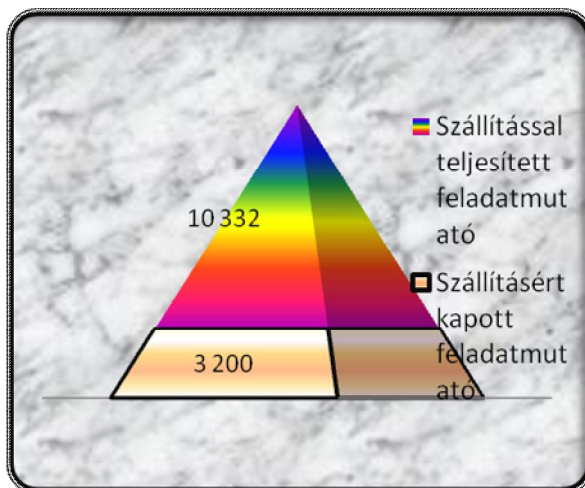 10 332
3 200
Szállítással
teljesített
feladatmut
ató
Szállításért
kapott
feladatmut
ató